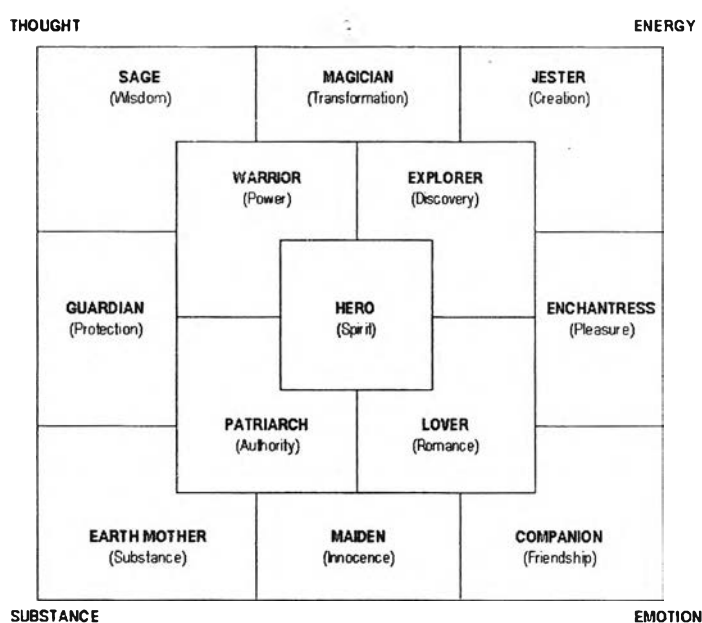 THOUGHT ENERGY
SAGE MAGICIAN JESTER
(Wisdom) (Transformation) (Creation)
WARRIOR EXPLORER
(Power) (Discovery)
GUARDIAN HERO ENCHANTRESS
(Protection) (Spirit) (Pleasure)
PATRIARCH LOVER
(Authority) (Romance)
EARTH MOTHER MAIDEN COMPANION
(Substance) (Innocence) (Friendship)
SUBSTANCE EMOTION